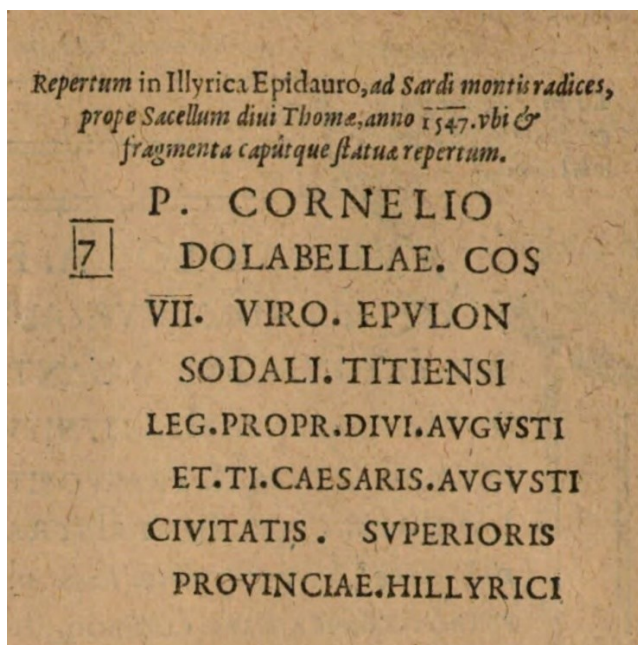 Repertum in Illyrica Epidauro, ad Sardi montis radices,
prope Sacellum diui Thomæ, anno 1547. vbi &
fragmenta capútque statuæ repertum.
P. CORNELIO
7 DOLABELLAE. COS
VII. VIRO. EPVLON
SODALI. TITIENSI
LEG.PROPR.DIVI.AVGVSTI
ET.TI.CAESARIS.AVGVSTI
CIVITATIS. SVPERIORIS
PROVINCIAE.HILLYRICI